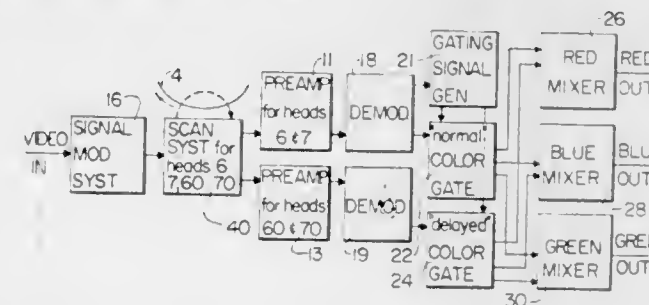 VIDEO
IN
16
SIGNAL
MOD
SYST
4
SCAN
SYST for
heads 6
7,60 70
40
11
PREAMP
for heads
6 ¢ 7
PREAMP
for heads
60 ¢ 70
13
18
DEMOD
DEMOD
19
21
GATING
SIGNAL
GEN
"normal"
COLOR
GATE
22
"delayed"
COLOR
GATE
24
26
RED
MIXER
RED
OUT
BLUE
MIXER
BLU
OUT
28
GREEN
MIXER
GREE
OUT
30